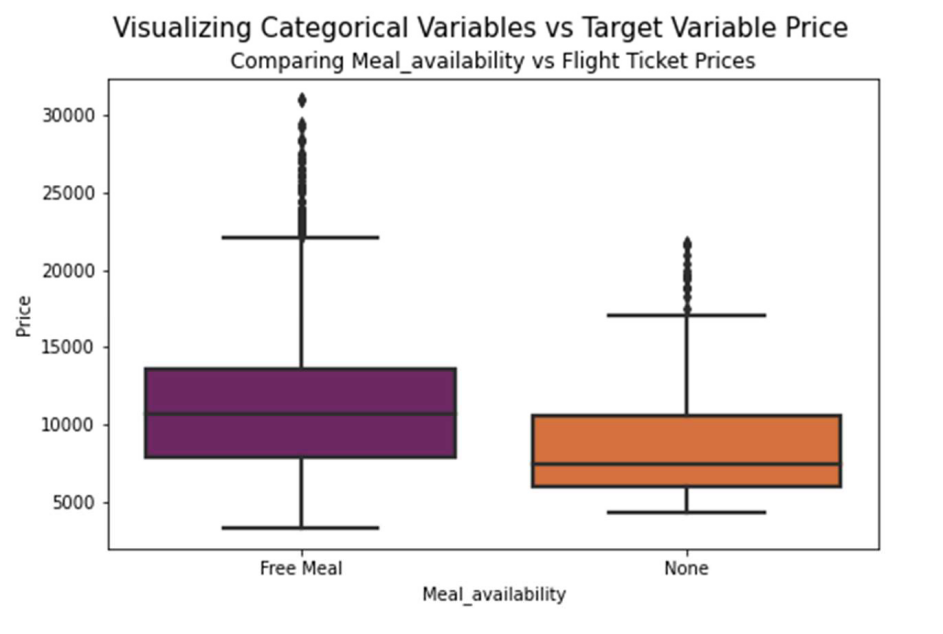 Visualizing Categorical Variables vs Target Variable Price
Comparing Meal_availability vs Flight Ticket Prices
30000
25000
20000
15000
10000
5000
Price
Free Meal
None
Meal_availability